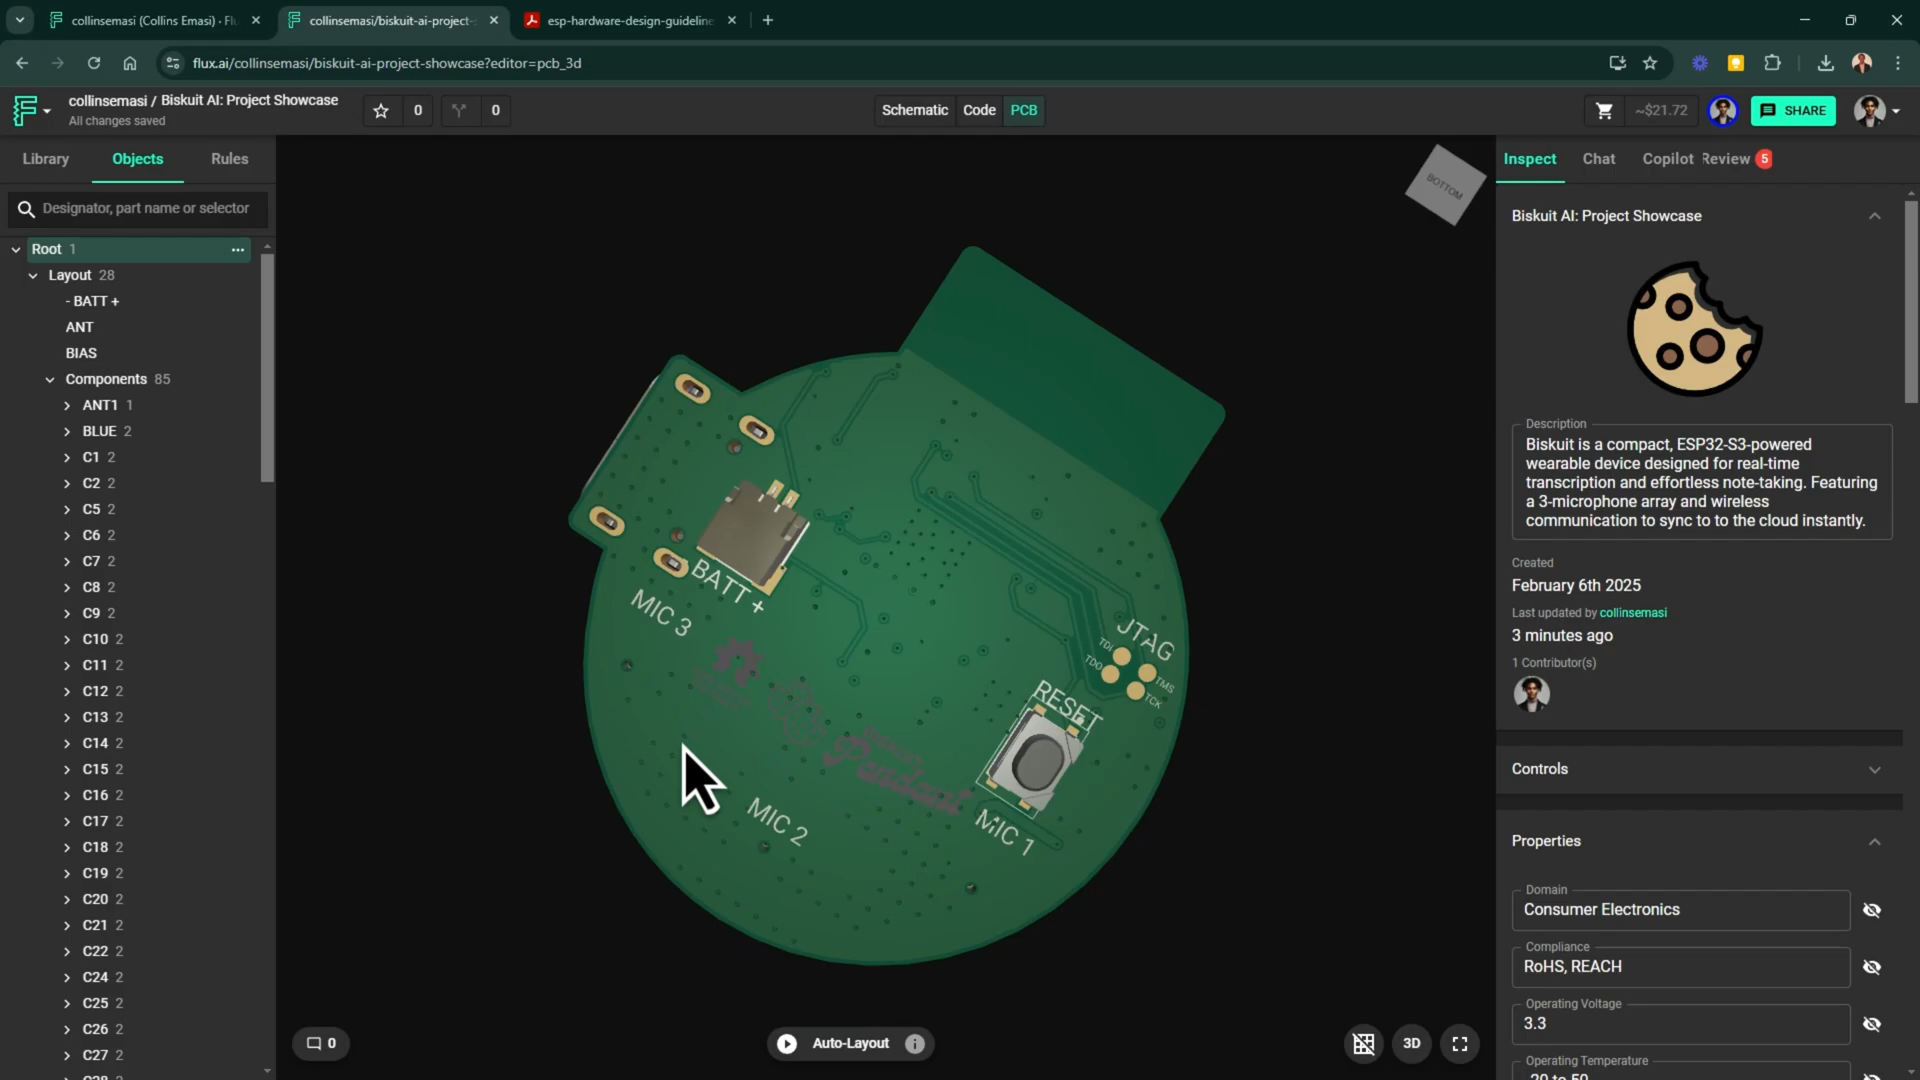 collinsemasi (Collins Emasi) · Fl
collinsemasi/biskuit-ai-project-
esp-hardware-design-guideline
flux.ai/collinsemasi/biskuit-ai-project-showcase?editor=pcb_3d
collinsemasi / Biskuit AI: Project Showcase
All changes saved
0
0
Schematic
Code
PCB
~$21.72
SHARE
Library
Objects
Rules
Designator, part name or selector
Root 1
Layout 28
- BATT +
ANT
BIAS
Components 85
ANT1 1
BLUE 2
C1 2
C2 2
C5 2
C6 2
C7 2
C8 2
C9 2
C10 2
C11 2
C12 2
C13 2
C14 2
C15 2
C16 2
C17 2
C18 2
C19 2
C20 2
C21 2
C22 2
C24 2
C25 2
C26 2
C27 2
BOTTOM
BATT +
MIC 3
JTAG
TDI
TDO
TMS
TCK
RESET
MIC 2
MIC 1
0
Auto-Layout
3D
Inspect
Chat
Copilot
Review
5
Biskuit AI: Project Showcase
Description
Biskuit is a compact, ESP32-S3-powered
wearable device designed for real-time
transcription and effortless note-taking. Featuring
a 3-microphone array and wireless
communication to sync to to the cloud instantly.
Created
February 6th 2025
Last updated by collinsemasi
3 minutes ago
1 Contributor(s)
Controls
Properties
Domain
Consumer Electronics
Compliance
RoHS, REACH
Operating Voltage
3.3
Operating Temperature